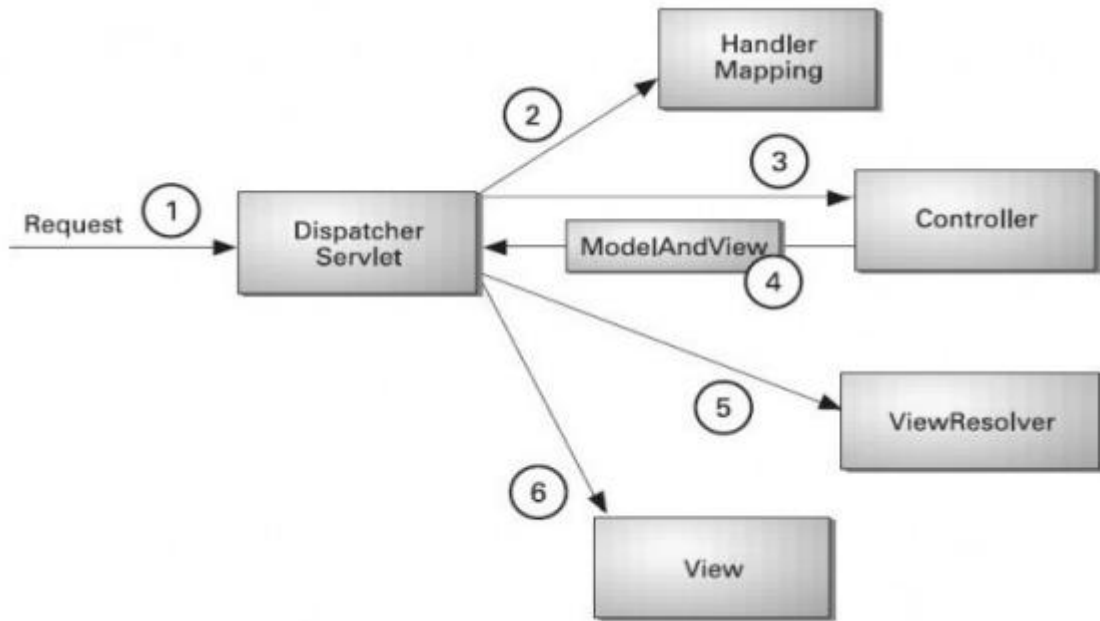 Handler
Mapping
2
3
Request
1
Dispatcher
Servlet
ModelAndView
Controller
4
5
ViewResolver
6
View